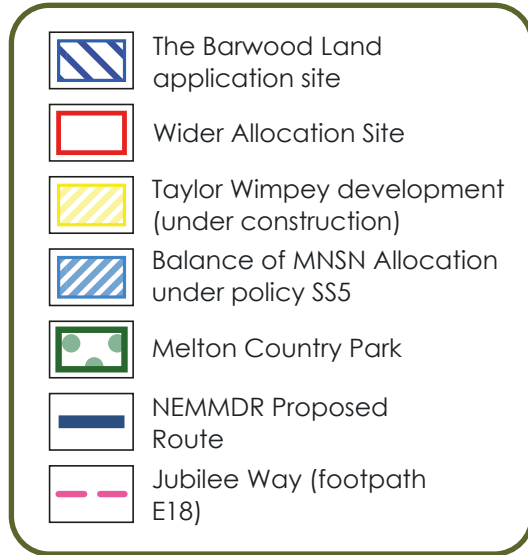 The Barwood Land
application site
Wider Allocation Site
Taylor Wimpey development
(under construction)
Balance of MNSN Allocation
under policy SS5
Melton Country Park
NEMMDR Proposed
Route
Jubilee Way (footpath
E18)